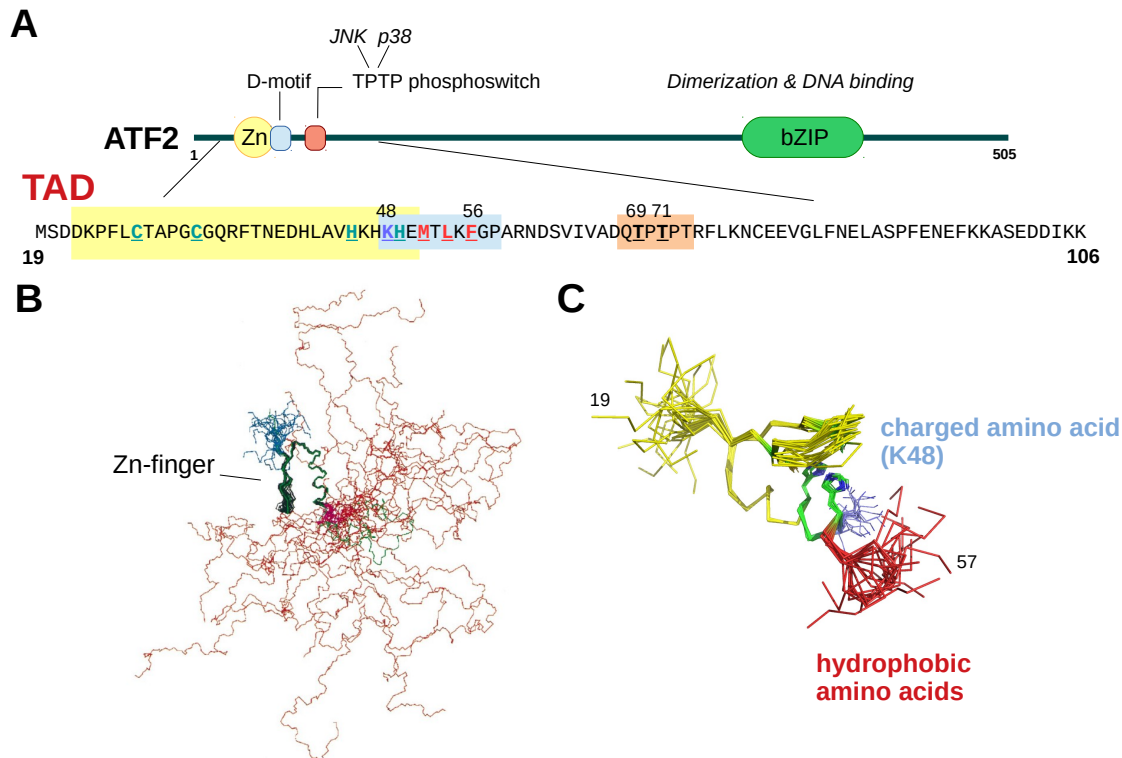 A
JNK p38
D-motif
TPTP phosphoswitch
Dimerization & DNA binding
ATF2
Zn
bZIP
1
505
TAD
48
56
69 71
MSDDKPFLCTAPGCGQRFTNEDHLAVHKHKHEMTLKFGPARNDSVIVADQTPTPTRFLKNCEEVGLFNELASPFENEFKKASEDDIKK
19
106
B
Zn-finger
C
19
charged amino acid
(K48)
57
hydrophobic
amino acids